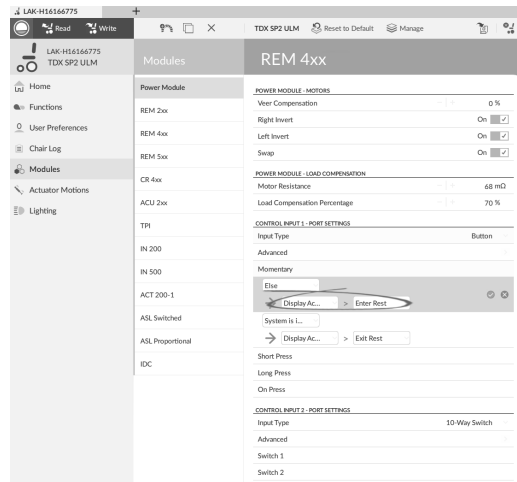 LAK-H16166775
Read
Write
TDX SP2 ULM
Reset to Default
Manage
LAK-H16166775
TDX SP2 ULM
Home
Functions
User Preferences
Chair Log
Modules
Actuator Motions
Lighting
Modules
Power Module
REM 2xx
REM 4xx
REM 5xx
CR 4xx
ACU 2xx
TPI
IN 200
IN 500
ACT 200-1
ASL Switched
ASL Proportional
IDC
REM 4xx
POWER MODULE - MOTORS
Veer Compensation 0 %
Right Invert On
Left Invert On
Swap On
POWER MODULE - LOAD COMPENSATION
Motor Resistance 68 mΩ
Load Compensation Percentage 70 %
CONTROL INPUT 1 - PORT SETTINGS
Input Type Button
Advanced
Momentary
Else
Display Ac... > Enter Rest
System is i...
Display Ac... > Exit Rest
Short Press
Long Press
On Press
CONTROL INPUT 2 - PORT SETTINGS
Input Type 10-Way Switch
Advanced
Switch 1
Switch 2